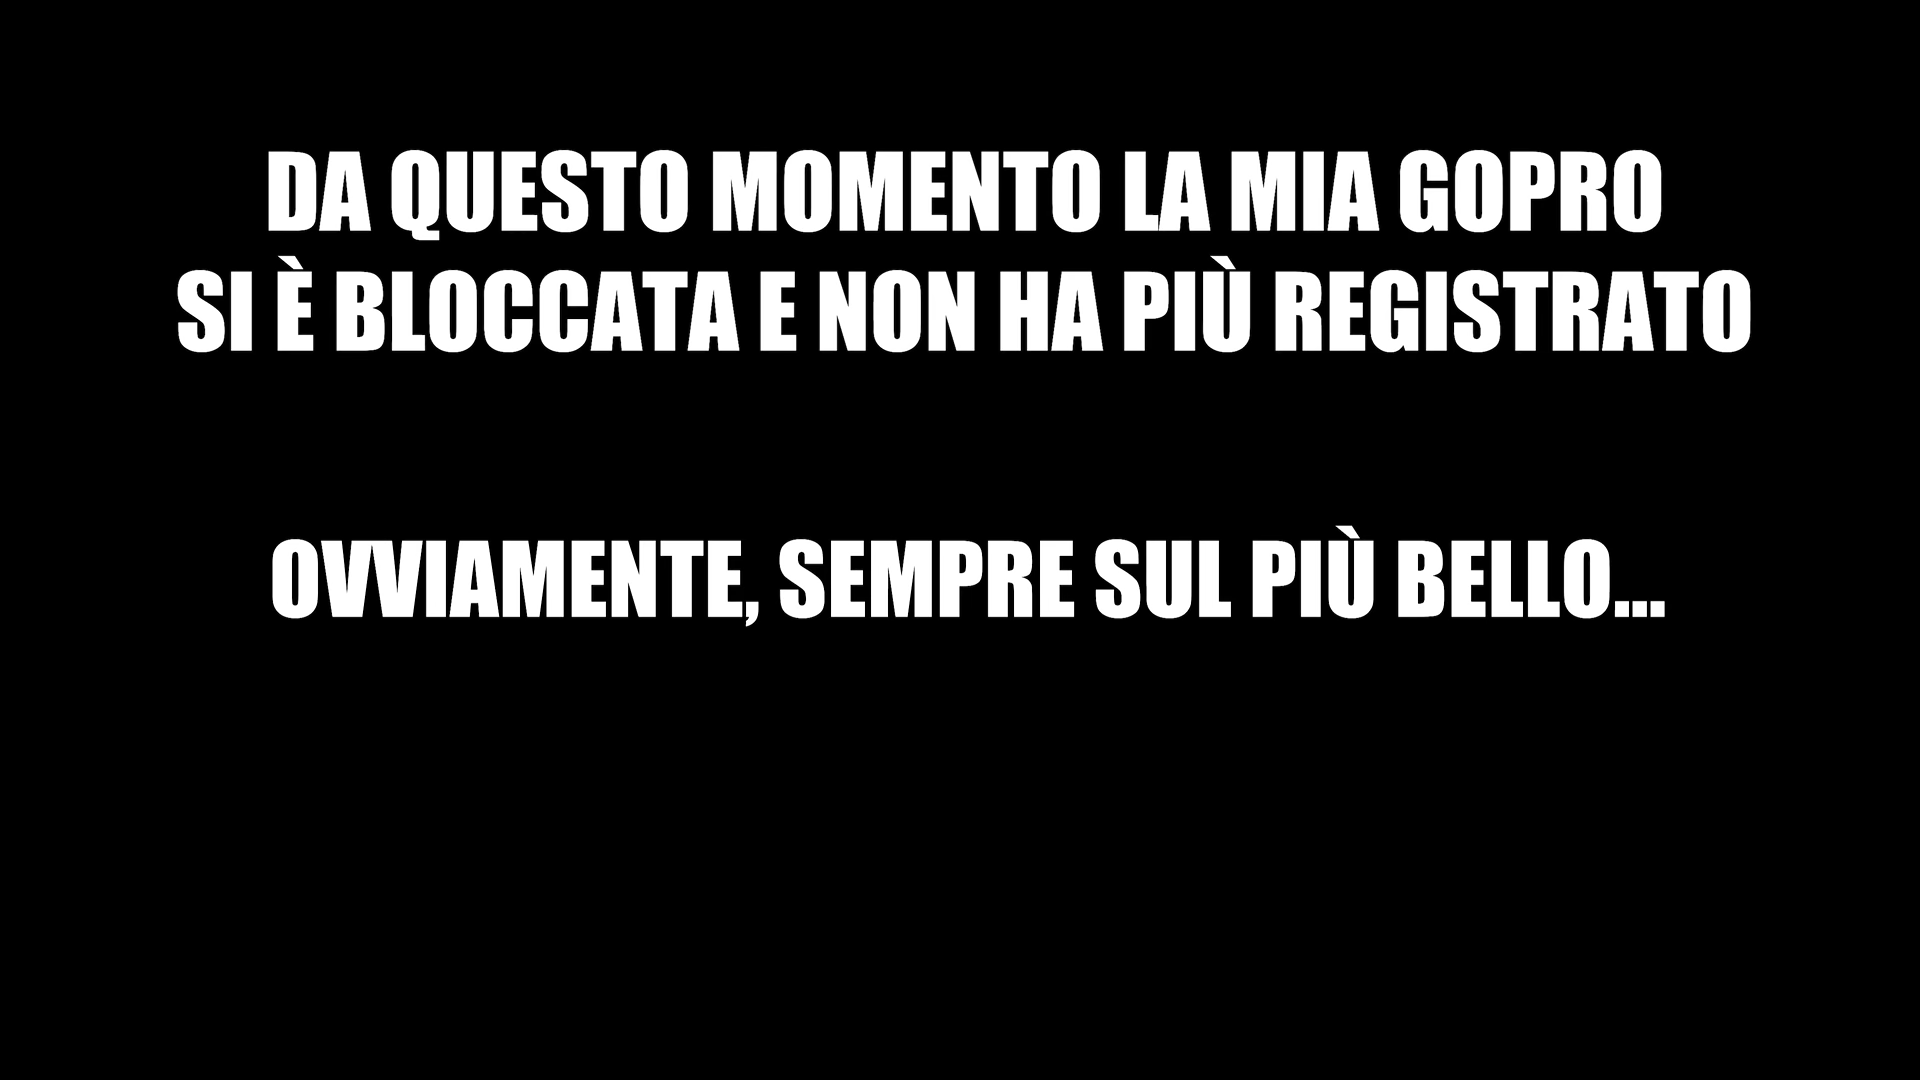 DA QUESTO MOMENTO LA MIA GOPRO
SI È BLOCCATA E NON HA PIÙ REGISTRATO
OVVIAMENTE, SEMPRE SUL PIÙ BELLO...